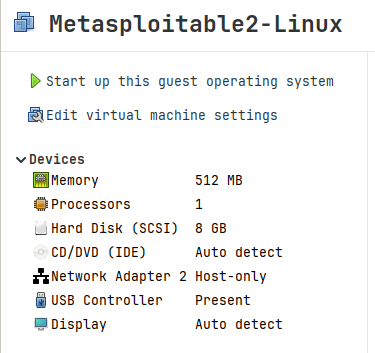 Metasploitable2-Linux
Start up this guest operating system
Edit virtual machine settings
Devices
Memory 512 MB
Processors 1
Hard Disk (SCSI) 8 GB
CD/DVD (IDE) Auto detect
Network Adapter 2 Host-only
USB Controller Present
Display Auto detect